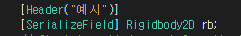 [Header("예시")]
[SerializeField] Rigidbody2D rb;